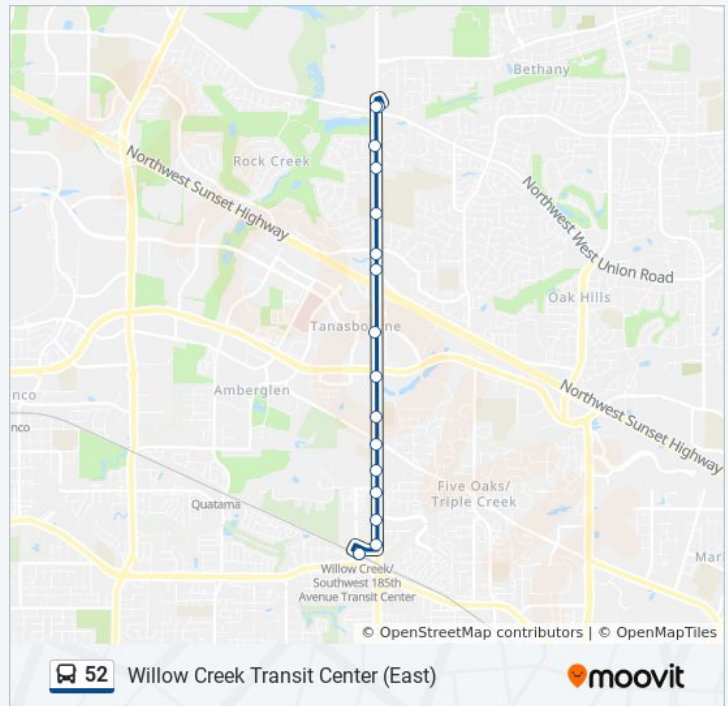 Bethany
Rock Creek
Northwest Sunset Highway
Northwest West Union Road
Oak Hills
Tanasbourne
Amberglen
nco
Northwest Sunset Highway
nco
Five Oaks/
Triple Creek
Quatama
Mar
Willow Creek/
Southwest 185th
Avenue Transit Center
© OpenStreetMap contributors | © OpenMapTiles
52 Willow Creek Transit Center (East)
moovit